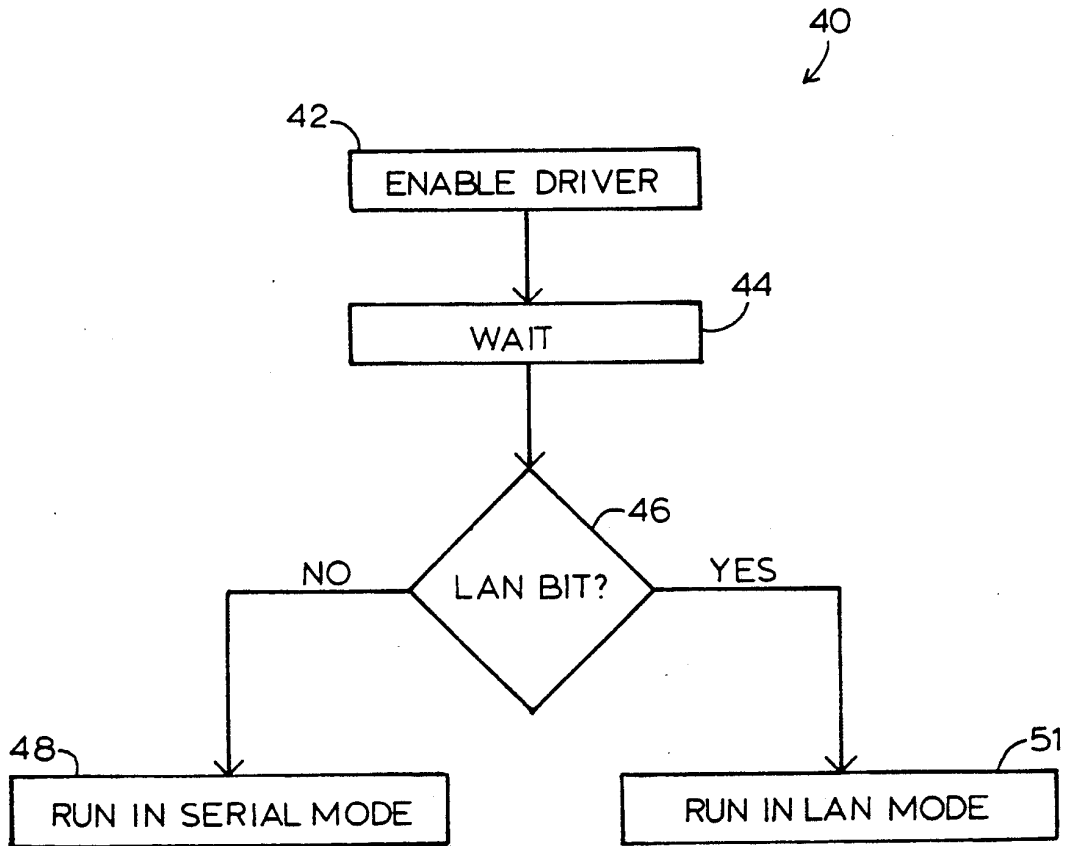 40
42
ENABLE DRIVER
44
WAIT
46
LAN BIT?
NO
YES
48
RUN IN SERIAL MODE
51
RUN IN LAN MODE